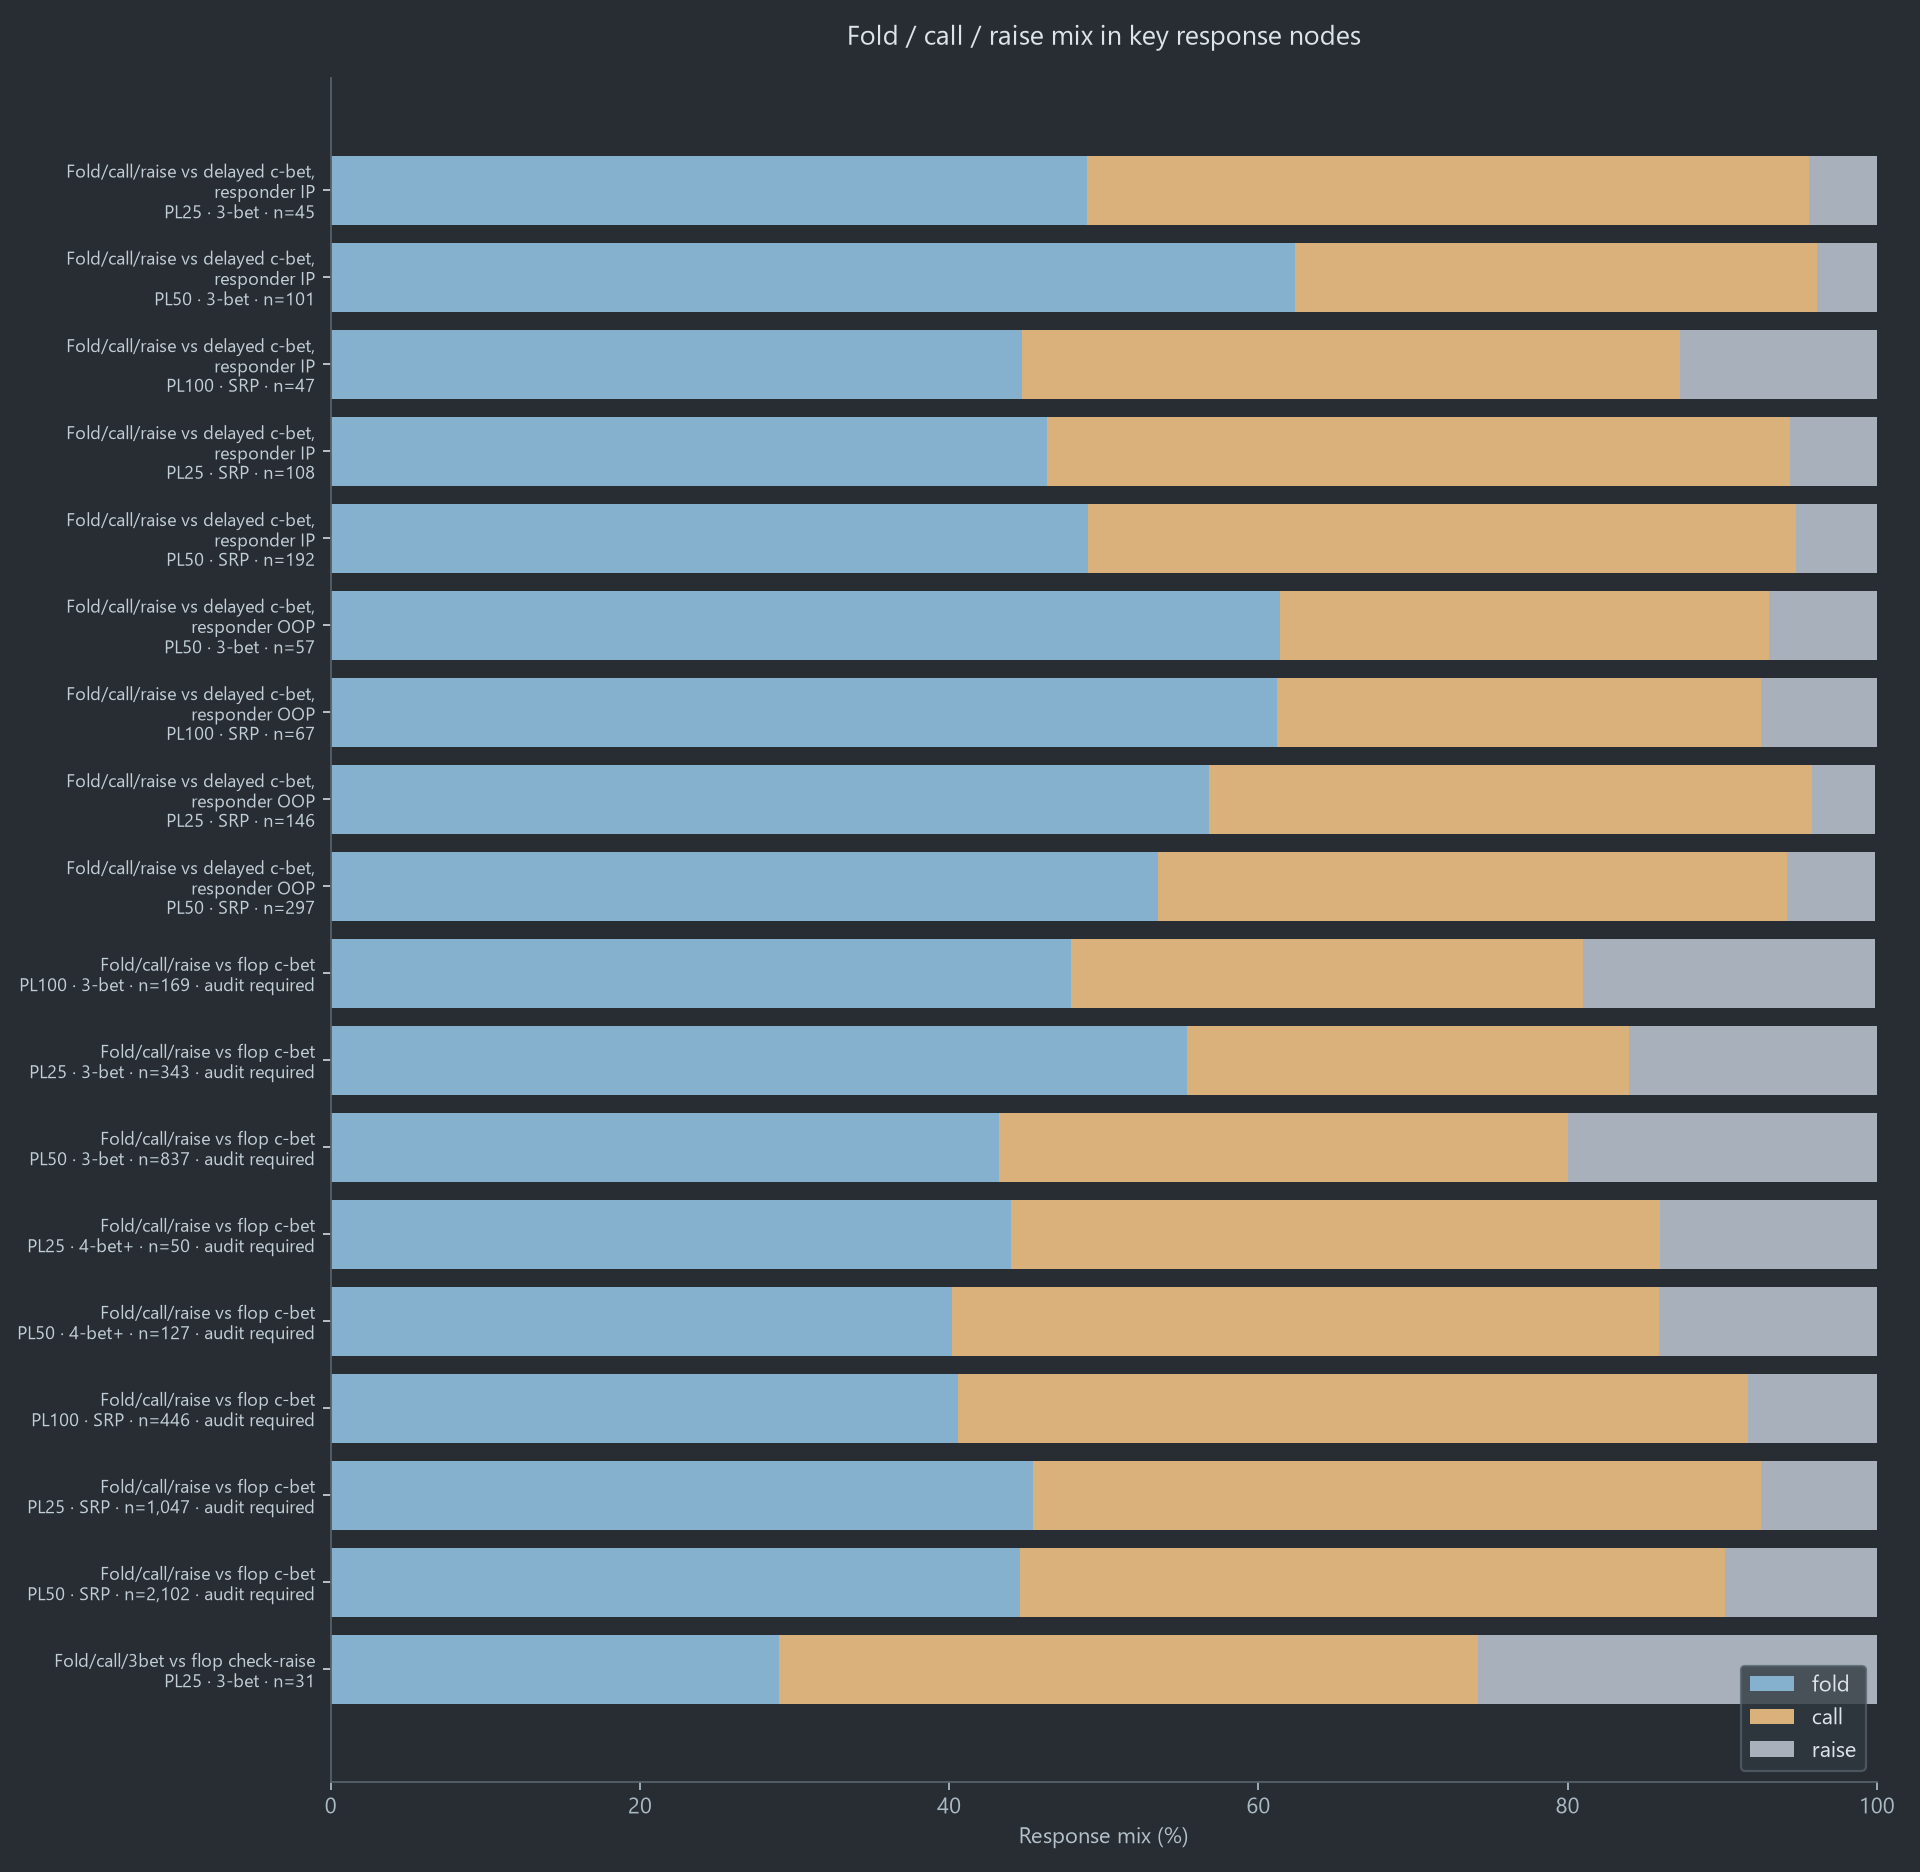 Fold / call / raise mix in key response nodes
Fold/call/raise vs delayed c-bet,
responder IP
PL25 · 3-bet · n=45
Fold/call/raise vs delayed c-bet,
responder IP
PL50 · 3-bet · n=101
Fold/call/raise vs delayed c-bet,
responder IP
PL100 · SRP · n=47
Fold/call/raise vs delayed c-bet,
responder IP
PL25 · SRP · n=108
Fold/call/raise vs delayed c-bet,
responder IP
PL50 · SRP · n=192
Fold/call/raise vs delayed c-bet,
responder OOP
PL50 · 3-bet · n=57
Fold/call/raise vs delayed c-bet,
responder OOP
PL100 · SRP · n=67
Fold/call/raise vs delayed c-bet,
responder OOP
PL25 · SRP · n=146
Fold/call/raise vs delayed c-bet,
responder OOP
PL50 · SRP · n=297
Fold/call/raise vs flop c-bet
PL100 · 3-bet · n=169 · audit required
Fold/call/raise vs flop c-bet
PL25 · 3-bet · n=343 · audit required
Fold/call/raise vs flop c-bet
PL50 · 3-bet · n=837 · audit required
Fold/call/raise vs flop c-bet
PL25 · 4-bet+ · n=50 · audit required
Fold/call/raise vs flop c-bet
PL50 · 4-bet+ · n=127 · audit required
Fold/call/raise vs flop c-bet
PL100 · SRP · n=446 · audit required
Fold/call/raise vs flop c-bet
PL25 · SRP · n=1,047 · audit required
Fold/call/raise vs flop c-bet
PL50 · SRP · n=2,102 · audit required
Fold/call/3bet vs flop check-raise
PL25 · 3-bet · n=31
fold
call
raise
0 20 40 60 80 100
Response mix (%)